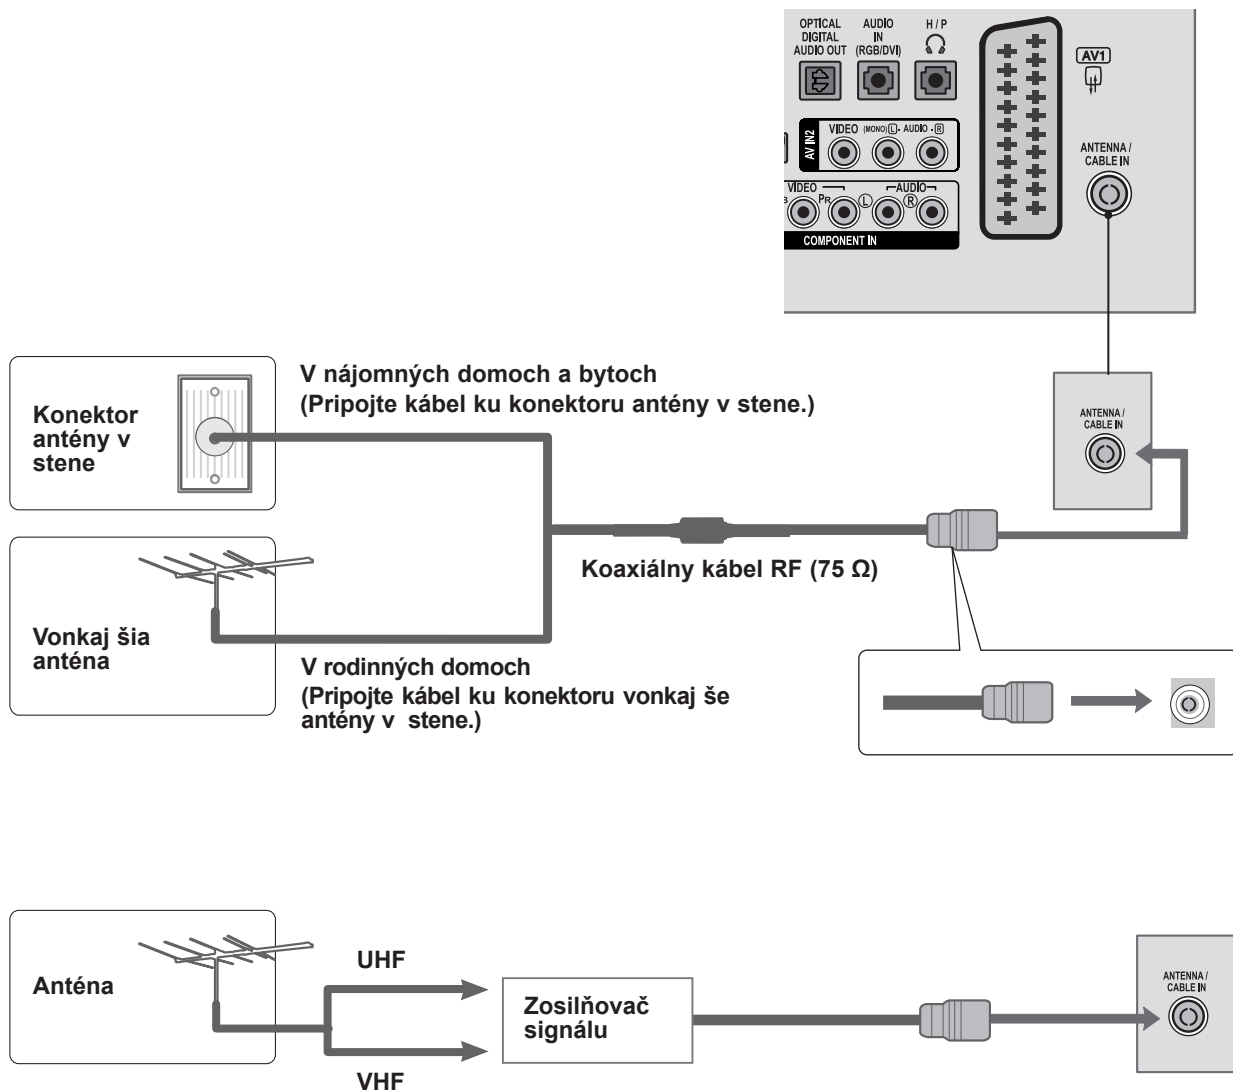 OPTICAL
DIGITAL
AUDIO OUT
AUDIO
IN
(RGB/DVI)
H / P
AV1
AV IN2
VIDEO
(MONO) L - AUDIO - R
VIDEO
AUDIO
B
PR
L
R
COMPONENT IN
ANTENNA /
CABLE IN
Konektor
antény v
stene
V nájomných domoch a bytoch
(Pripojte kábel ku konektoru antény v stene.)
ANTENNA /
CABLE IN
Koaxiálny kábel RF (75 Ω)
Vonkaj šia
anténa
V rodinných domoch
(Pripojte kábel ku konektoru vonkaj še
antény v stene.)
Anténa
UHF
VHF
Zosilňovač
signálu
ANTENNA /
CABLE IN